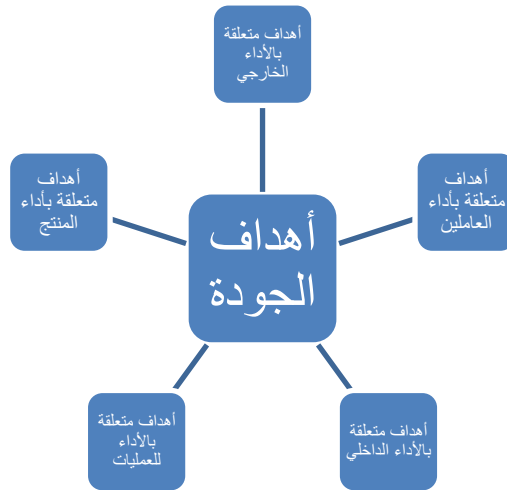 أهداف متعلقة
بالأداء
الخارجي
أهداف
متعلقة بأداء
العاملين
أهداف
متعلقة بأداء
المنتج
أهداف
الجودة
أهداف متعلقة
بالأداء الداخلي
أهداف متعلقة
بالأداء
للعمليات